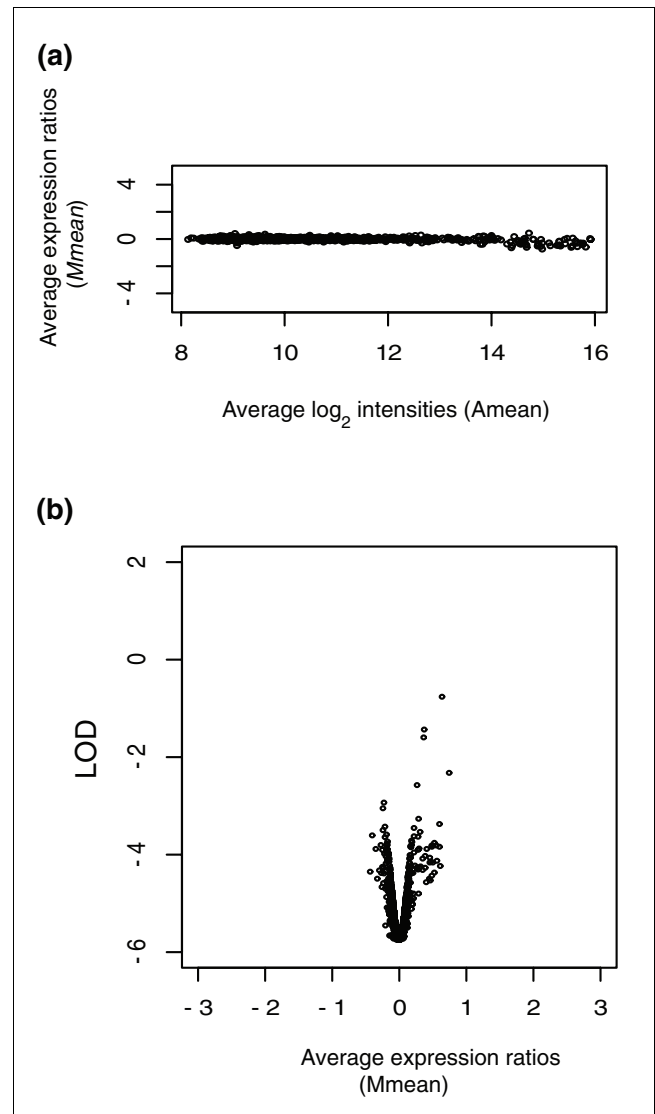 (a)
Average expression ratios
(Mmean)
4
0
- 4
8 10 12 14 16
Average log2 intensities (Amean)
(b)
LOD
2
0
- 2
- 4
- 6
- 3 - 2 - 1 0 1 2 3
Average expression ratios
(Mmean)